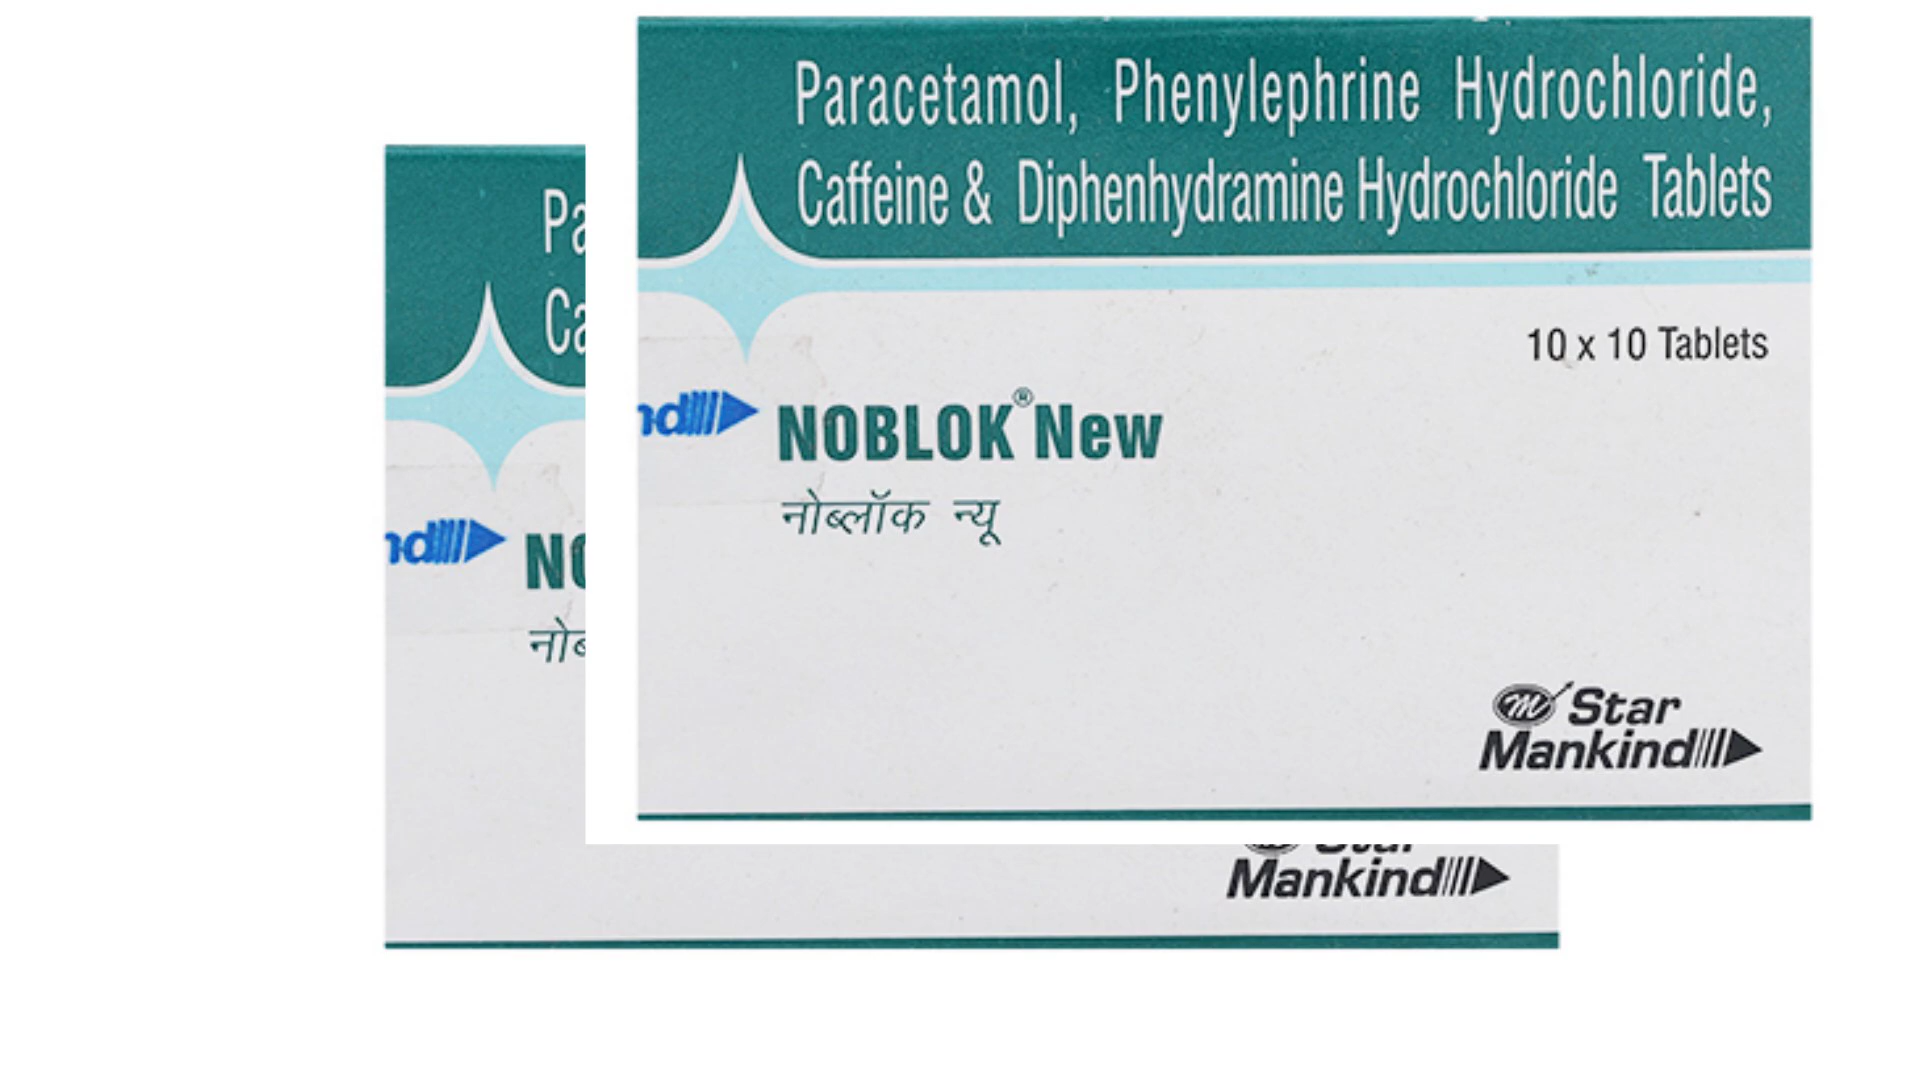 Paracetamol, Phenylephrine Hydrochloride,
Caffeine & Diphenhydramine Hydrochloride Tablets
10 x 10 Tablets
NOBLOK® New
नोब्लॉक न्यू
Star
Mankind
Mankind